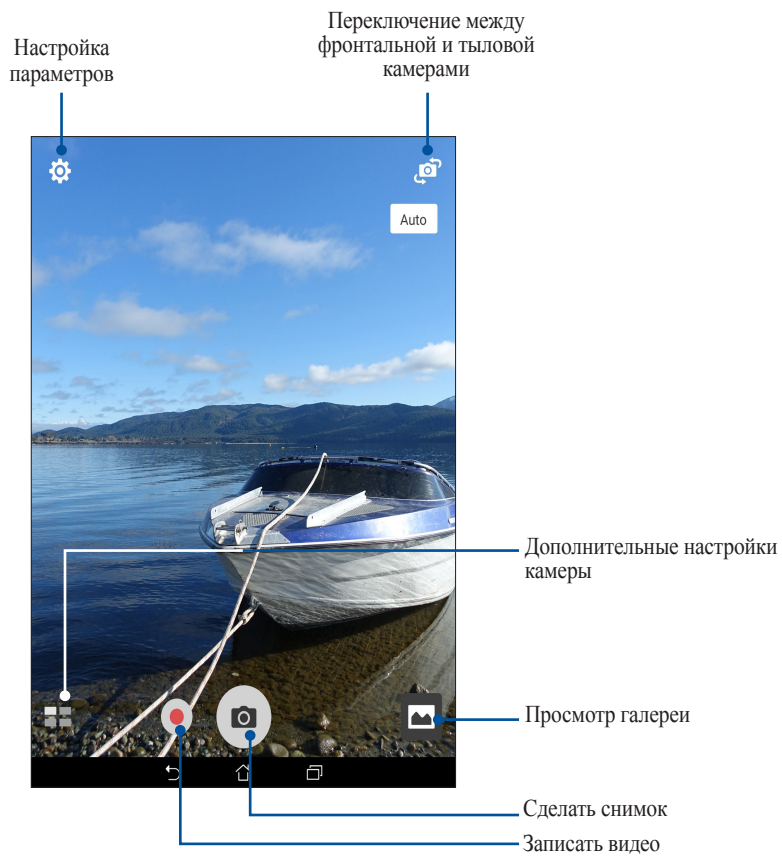 Переключение между
фронтальной и тыловой
камерами
Настройка
параметров
Auto
Дополнительные настройки
камеры
Просмотр галереи
Сделать снимок
Записать видео